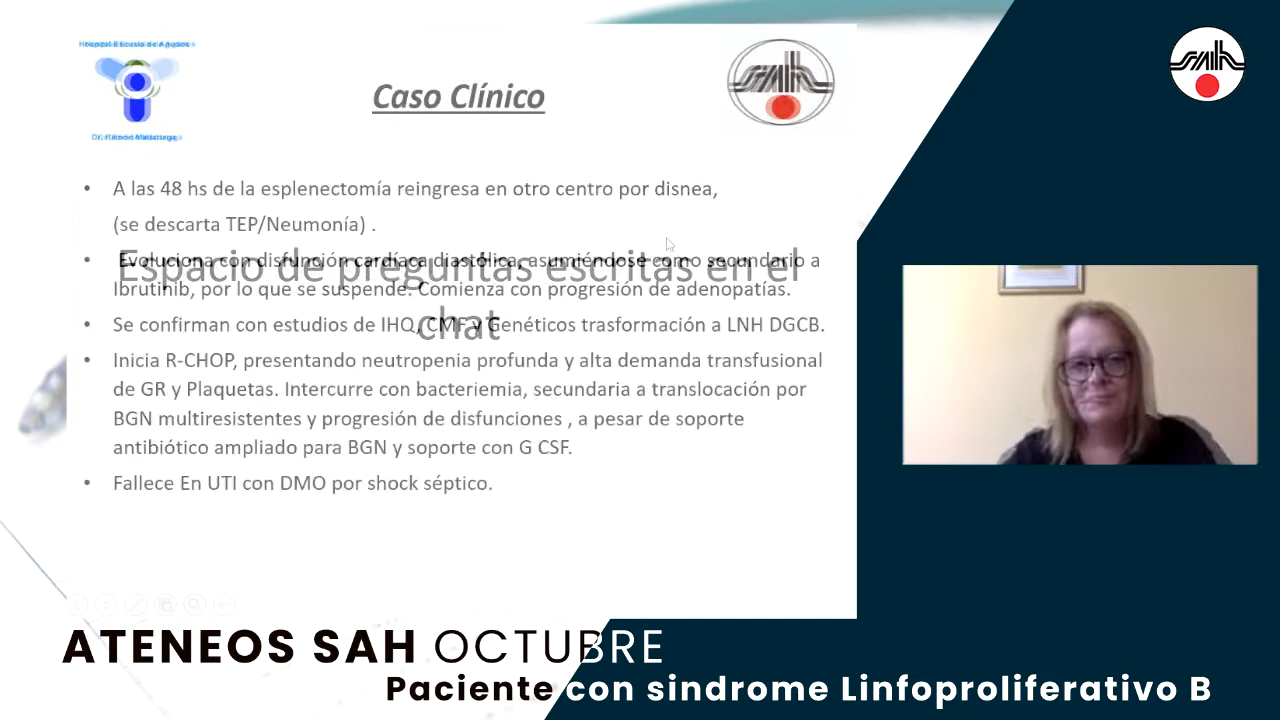 Caso Clínico
• A las 48 hs de la esplenectomía reingresa en otro centro por disnea,
(se descarta TEP/Neumonía) .
• Evoluciona con disfunción cardíaca diastólica, asumiéndose como secundario a
Ibrutinib, por lo que se suspende. Comienza con progresión de adenopatías.
Espacio de preguntas escritas en el
chat
• Se confirman con estudios de IHQ, CMF y Genéticos trasformación a LNH DGCB.
• Inicia R-CHOP, presentando neutropenia profunda y alta demanda transfusional
de GR y Plaquetas. Intercurre con bacteriemia, secundaria a translocación por
BGN multiresistentes y progresión de disfunciones , a pesar de soporte
antibiótico ampliado para BGN y soporte con G CSF.
• Fallece En UTI con DMO por shock séptico.
ATENEOS SAH OCTUBRE
Paciente con sindrome Linfoproliferativo B